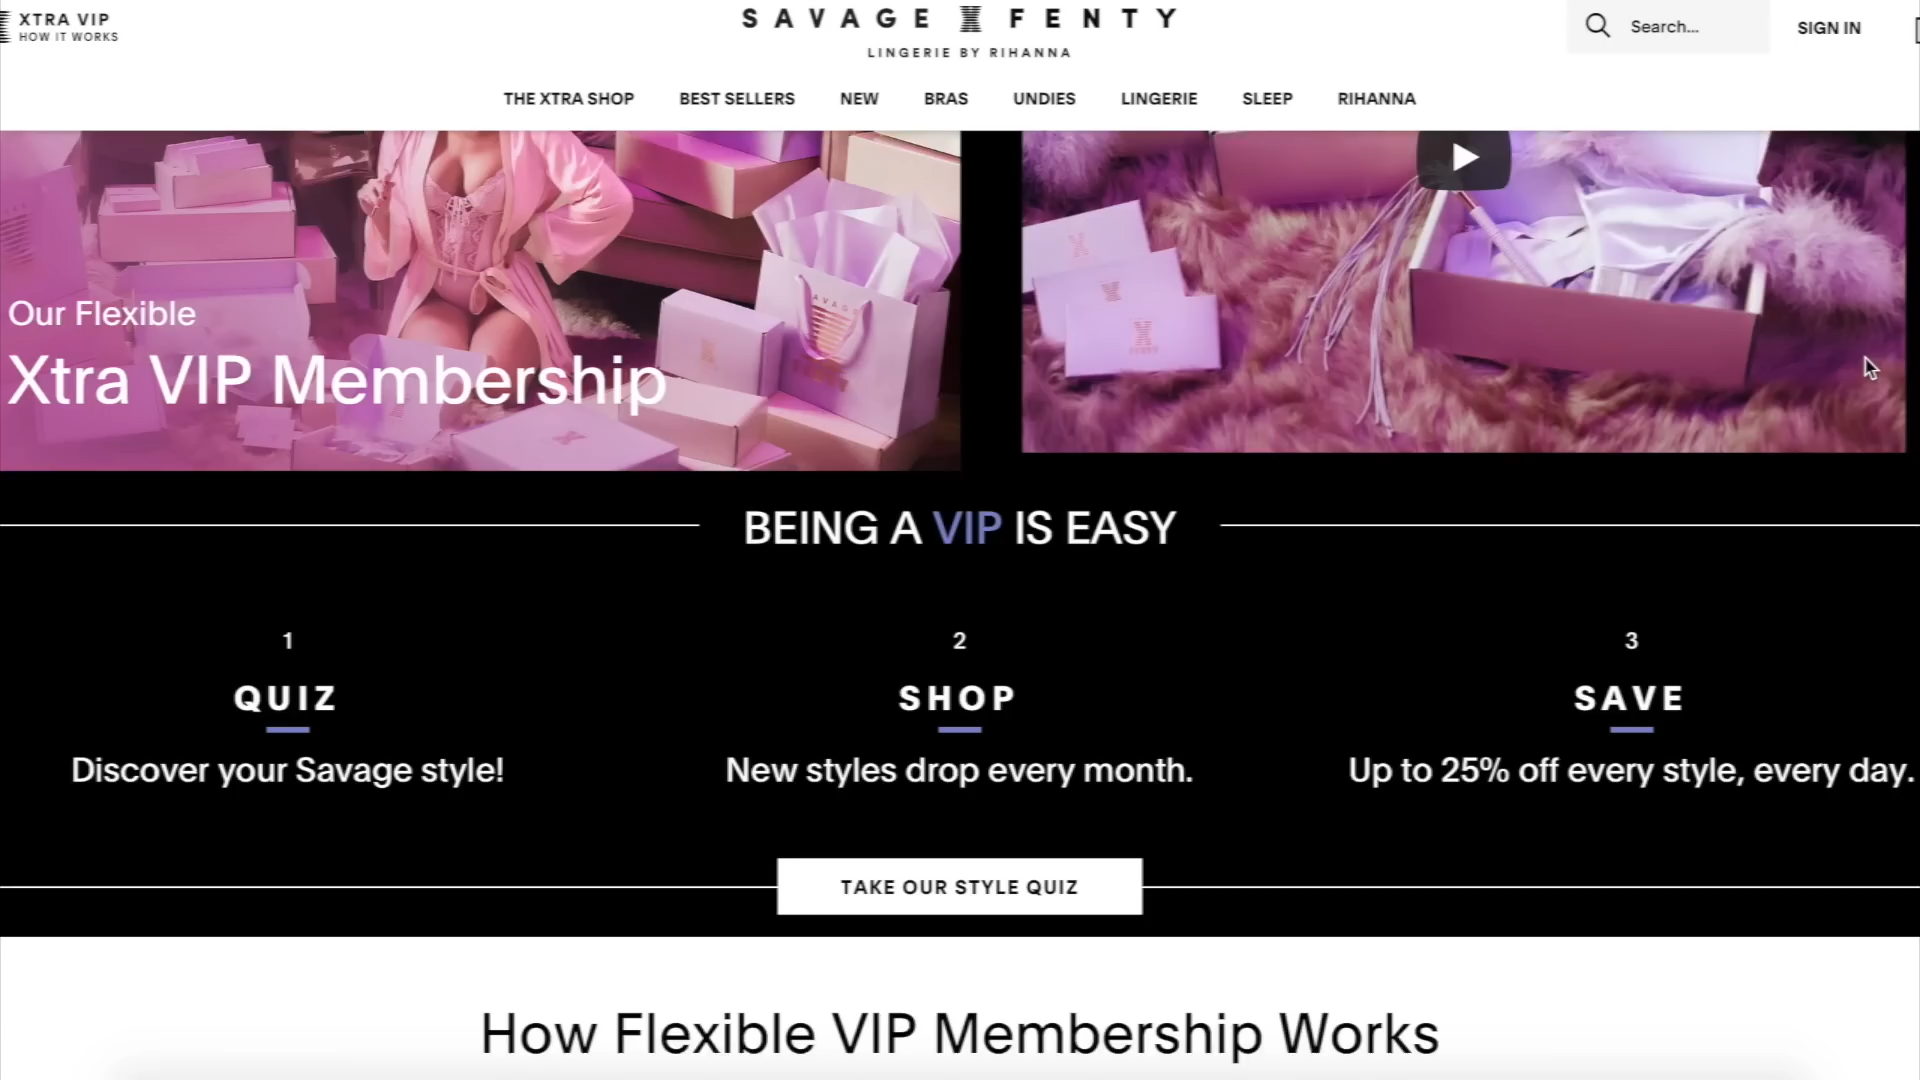 XTRA VIP
HOW IT WORKS
SAVAGE X FENTY
LINGERIE BY RIHANNA
Search...
SIGN IN
THE XTRA SHOP
BEST SELLERS
NEW
BRAS
UNDIES
LINGERIE
SLEEP
RIHANNA
Our Flexible
Xtra VIP Membership
SAVAGE
BEING A VIP IS EASY
1
QUIZ
Discover your Savage style!
2
SHOP
New styles drop every month.
3
SAVE
Up to 25% off every style, every day.
TAKE OUR STYLE QUIZ
How Flexible VIP Membership Works